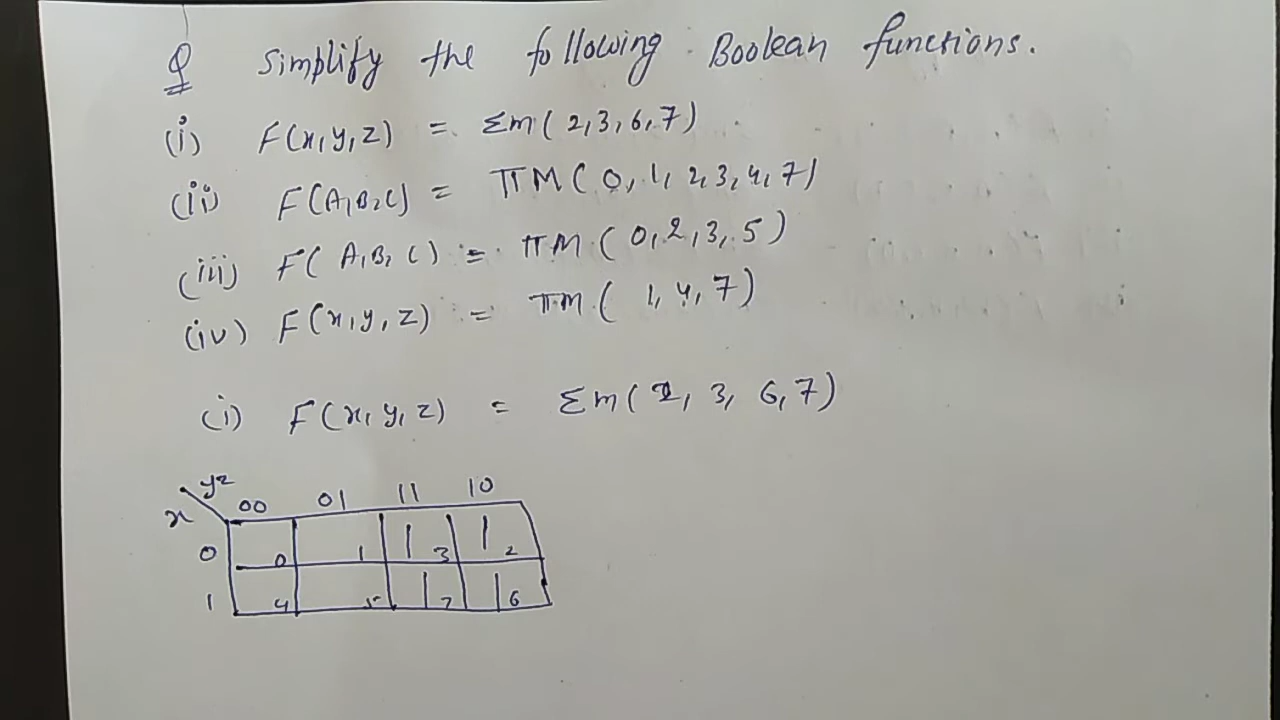 Q Simplify the following Boolean functions.
(i) F(x,y,z) = Σm(2,3,6,7)
(ii) F(A,B,C) = πM(0,1,2,3,4,7)
(iii) F(A,B,C) = πM(0,2,3,5)
(iv) F(x,y,z) = πM(1,4,7)
(i) F(x,y,z) = Σm(2,3,6,7)
yz
x 00 01 11 10
0 0 1 1 3 1 2
1 4 5 1 7 1 6